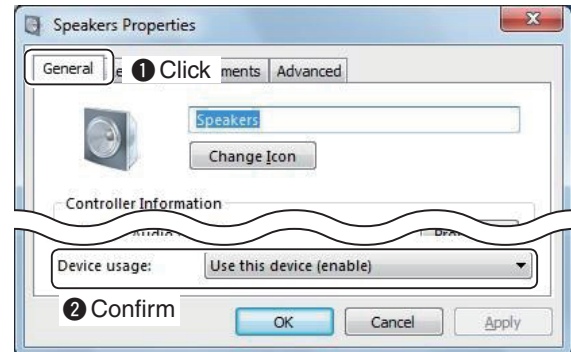 Speakers Properties
General ❶ Click ments Advanced
Speakers
Change Icon
Controller Information
Device usage: Use this device (enable)
❷ Confirm
OK Cancel Apply